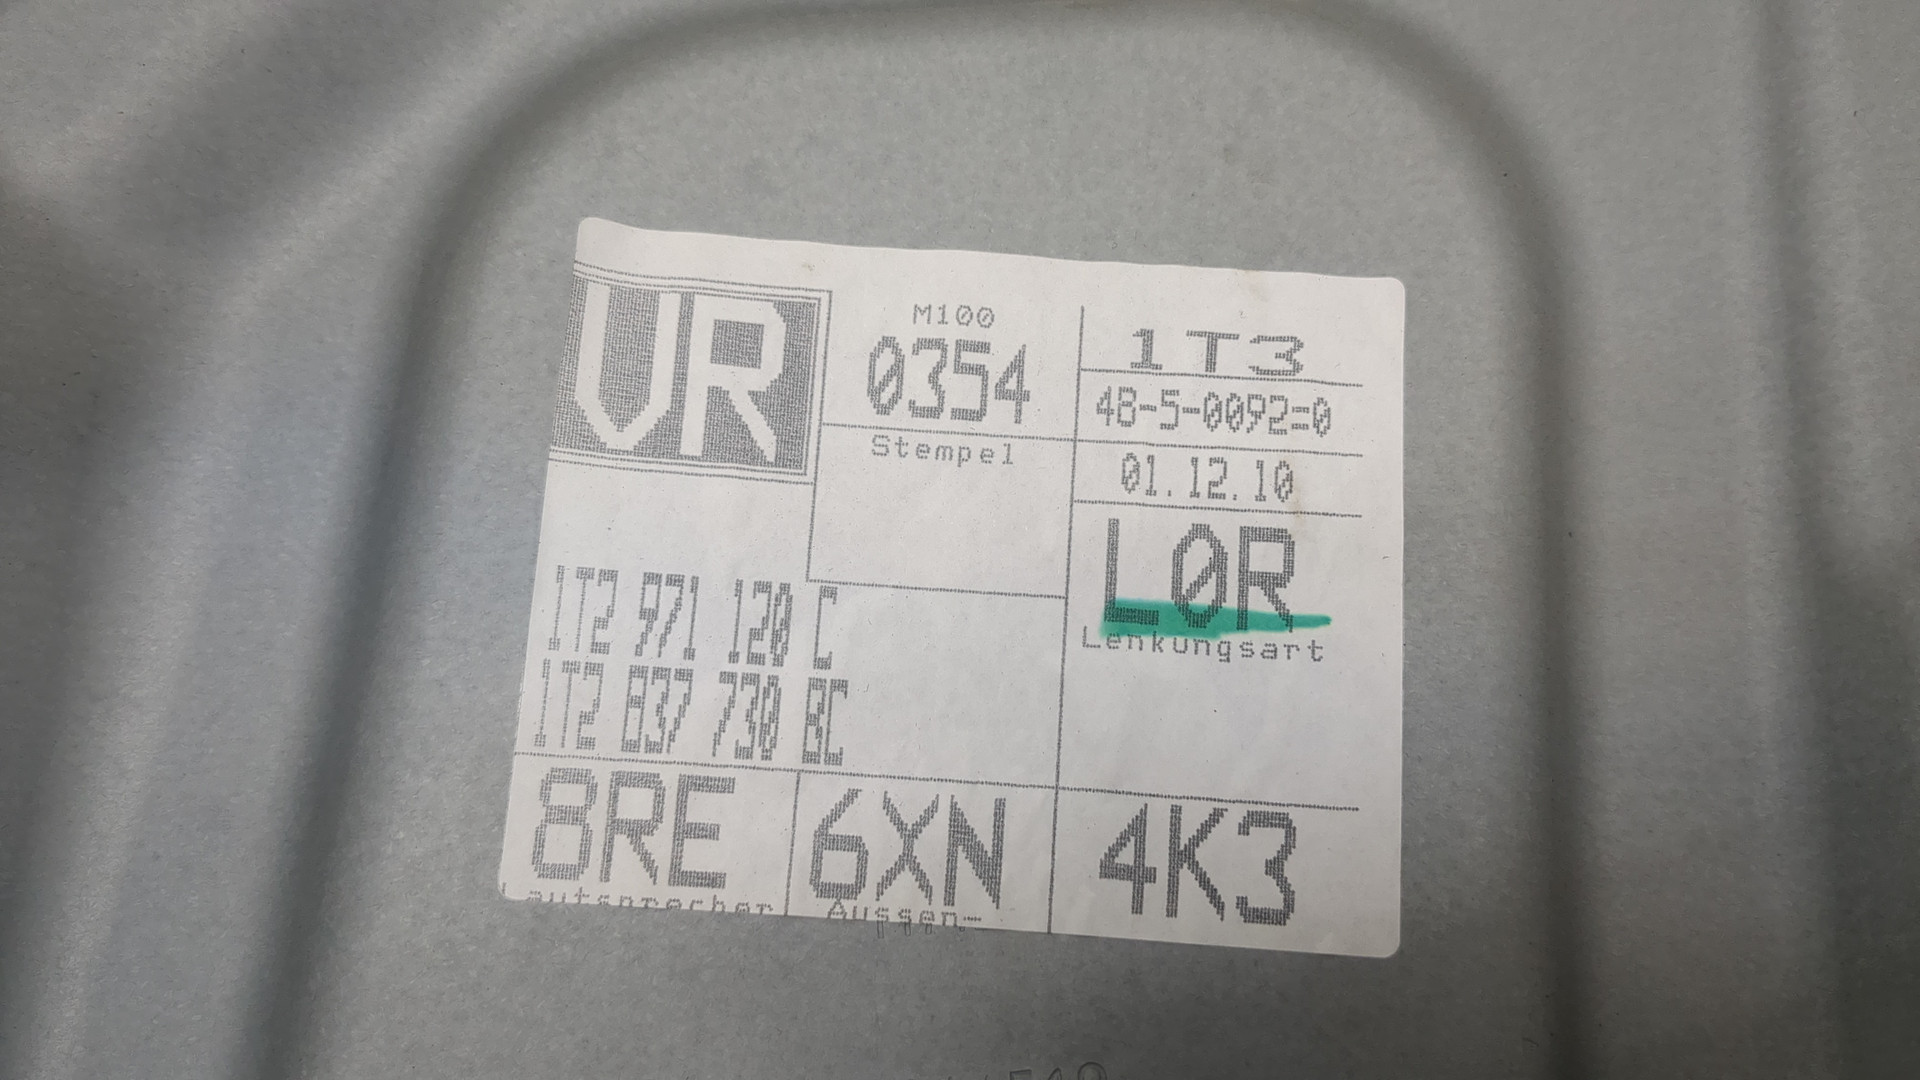 VR
M100
0354
Stempel
1T3
48-5-0092=0
01.12.10
L0R
Lenkungsart
1T2 971 120 C
1T2 837 730 BC
8RE
Lautsprecher
6XN
Aussen-
4K3